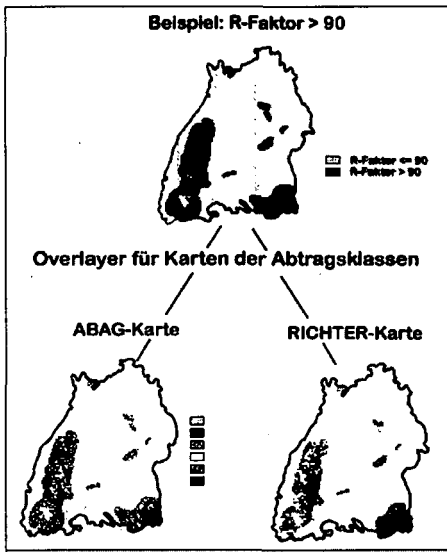 Beispiel: R-Faktor > 90
R-Faktor <= 90
R-Faktor > 90
Overlayer für Karten der Abtragsklassen
ABAG-Karte
RICHTER-Karte